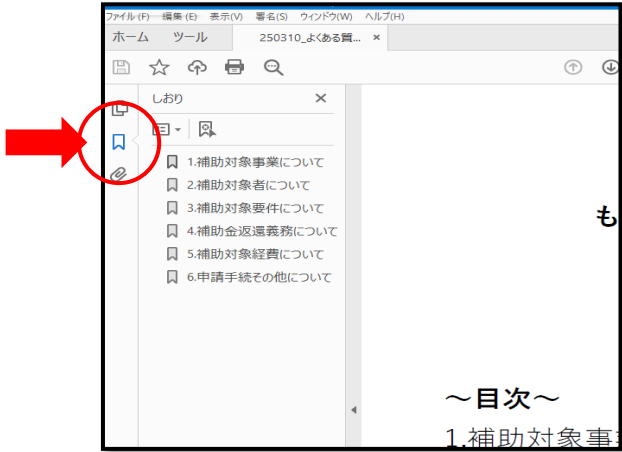 ファイル(F) 編集(E) 表示(V) 署名(S) ウィンドウ(W) ヘルプ(H)
ホーム ツール 250310_よくある質... ×
しおり ×
1.補助対象事業について
2.補助対象者について
3.補助対象要件について
4.補助金返還義務について
5.補助対象経費について
6.申請手続その他について
も
～目次～
1.補助対象事